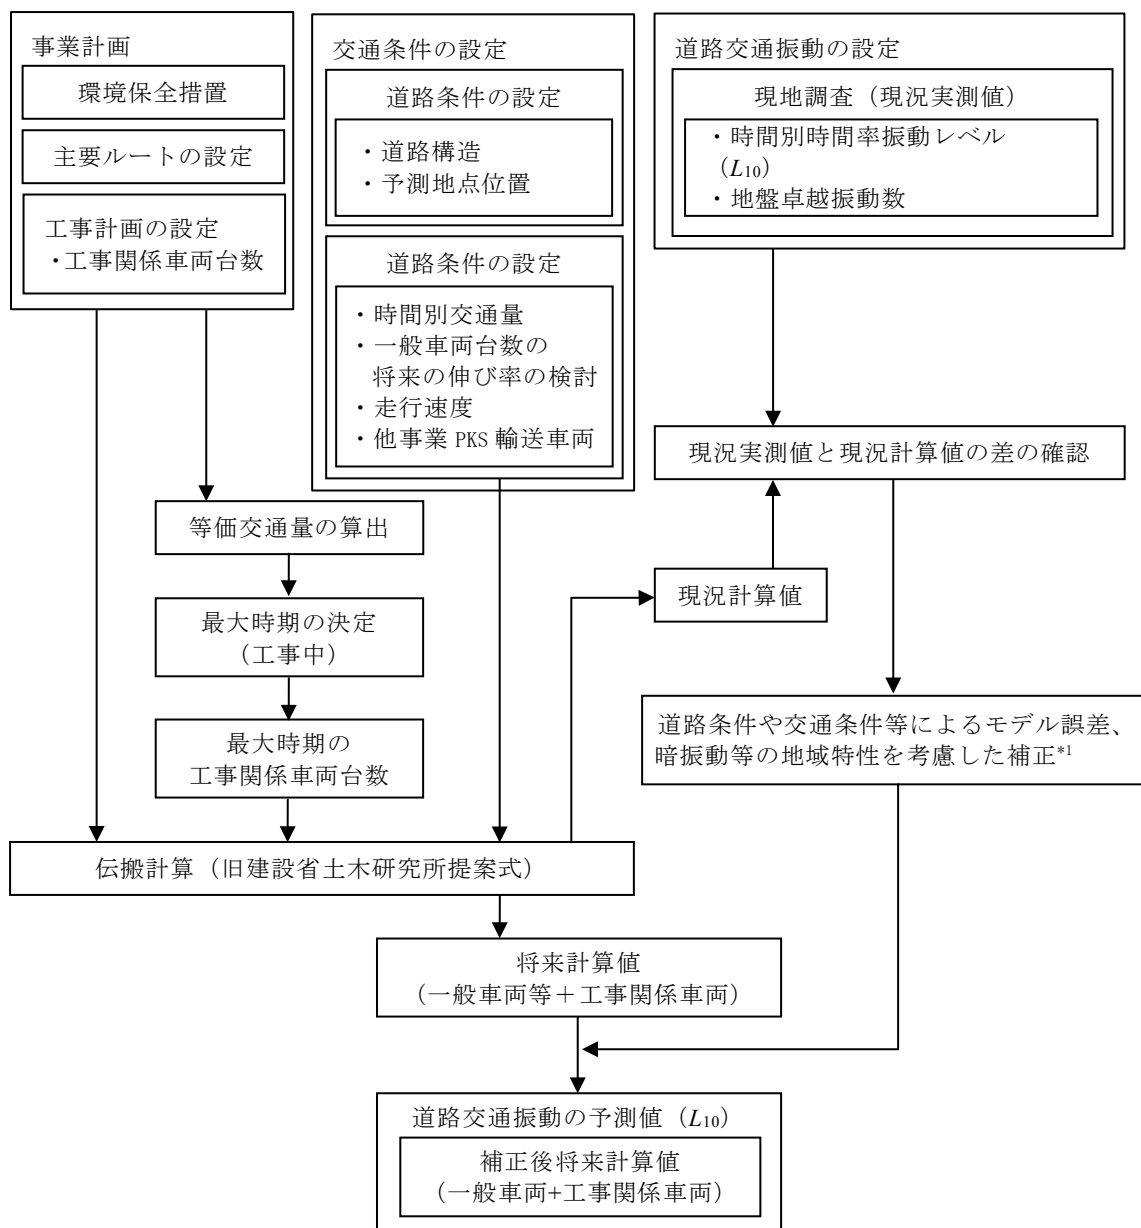 事業計画
環境保全措置
主要ルートの設定
工事計画の設定
・工事関係車両台数
交通条件の設定
道路条件の設定
・道路構造
・予測地点位置
道路条件の設定
・時間別交通量
・一般車両台数の
将来の伸び率の検討
・走行速度
・他事業 PKS 輸送車両
道路交通振動の設定
現地調査（現況実測値）
・時間別時間率振動レベル
（L10）
・地盤卓越振動数
現況実測値と現況計算値の差の確認
等価交通量の算出
現況計算値
最大時期の決定
（工事中）
道路条件や交通条件等によるモデル誤差、
暗振動等の地域特性を考慮した補正*1
最大時期の
工事関係車両台数
伝搬計算（旧建設省土木研究所提案式）
将来計算値
（一般車両等＋工事関係車両）
道路交通振動の予測値（L10）
補正後将来計算値
（一般車両+工事関係車両）